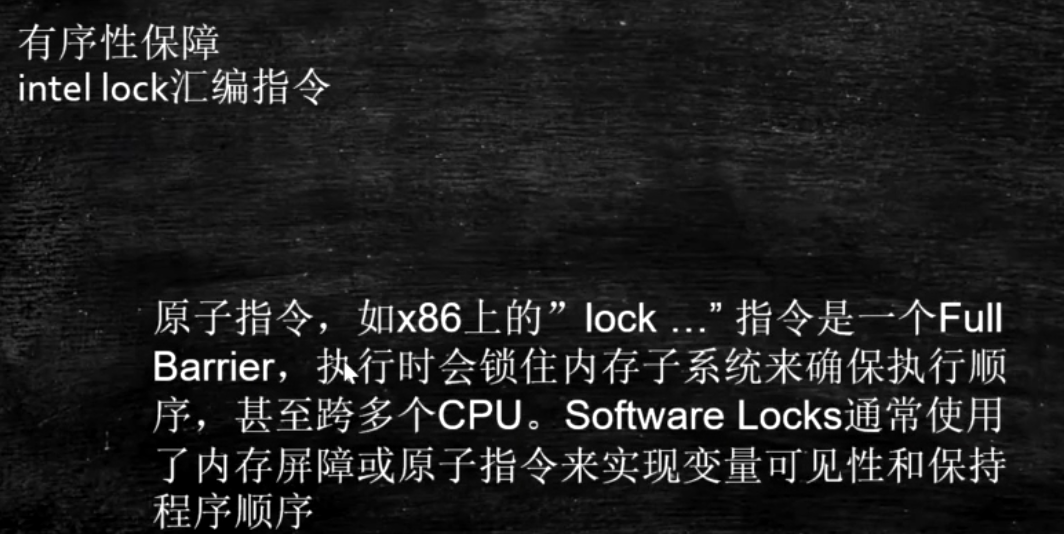 有序性保障
intel lock汇编指令
原子指令，如x86上的”lock …” 指令是一个Full
Barrier，执行时会锁住内存子系统来确保执行顺
序，甚至跨多个CPU。Software Locks通常使用
了内存屏障或原子指令来实现变量可见性和保持
程序顺序